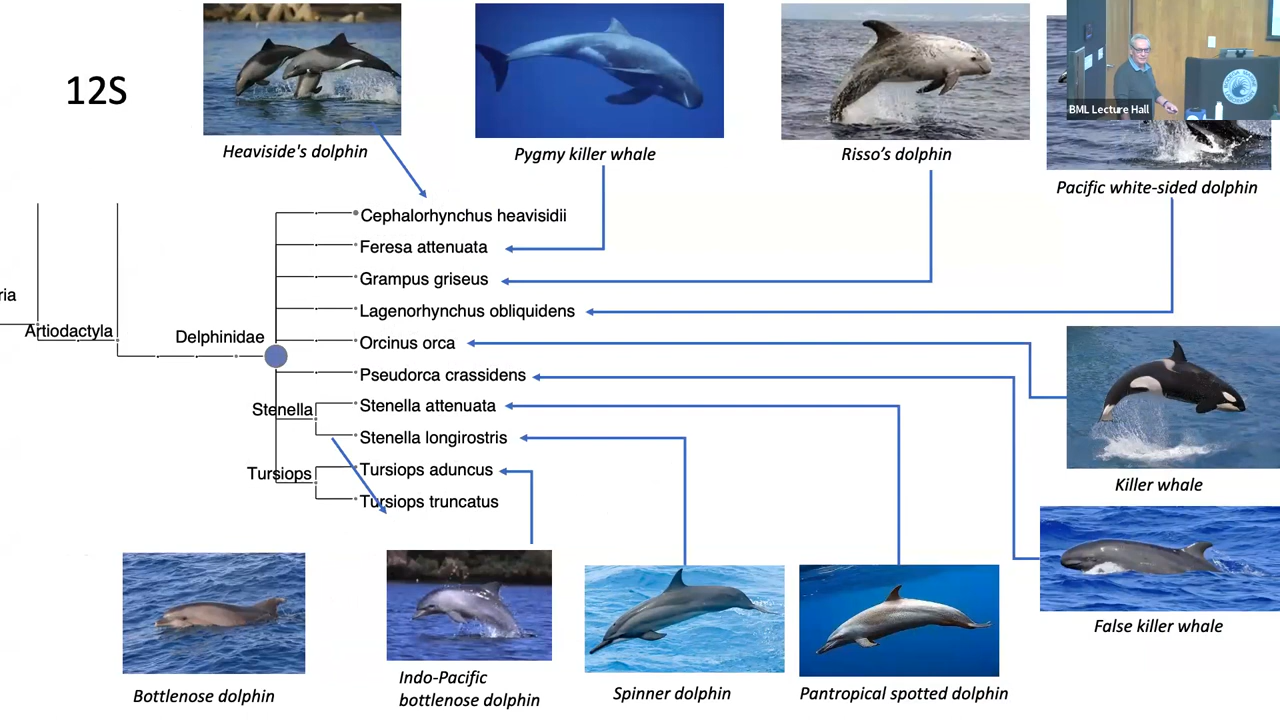 12S
BML Lecture Hall
Heaviside's dolphin
Pygmy killer whale
Risso's dolphin
Pacific white-sided dolphin
Cephalorhynchus heavisidii
Feresa attenuata
Grampus griseus
ria
Lagenorhynchus obliquidens
Artiodactyla
Delphinidae
Orcinus orca
Pseudorca crassidens
Stenella
Stenella attenuata
Stenella longirostris
Tursiops
Tursiops aduncus
Tursiops truncatus
Killer whale
False killer whale
Bottlenose dolphin
Indo-Pacific
bottlenose dolphin
Spinner dolphin
Pantropical spotted dolphin